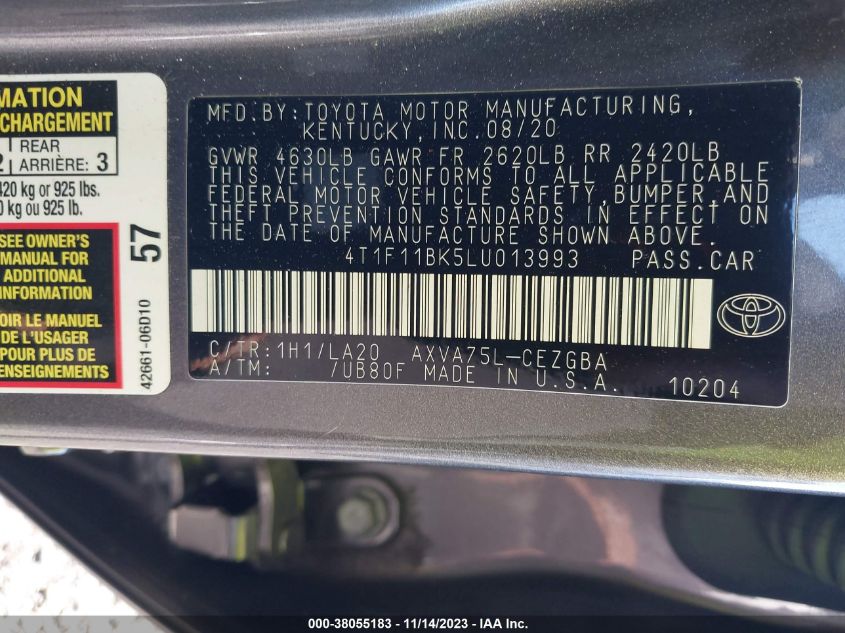 MATION
CHARGEMENT
REAR
2 ARRIÈRE: 3
420 kg or 925 lbs.
0 kg ou 925 lb.
SEE OWNER'S
MANUAL FOR
ADDITIONAL
INFORMATION
OIR LE MANUEL
DE L'USAGER
POUR PLUS DE
ENSEIGNEMENTS
57
42661-06D10
MFD.BY:TOYOTA MOTOR MANUFACTURING,
KENTUCKY,INC.08/20
GVWR 4630LB GAWR FR 2620LB RR 2420LB
THIS VEHICLE CONFORMS TO ALL APPLICABLE
FEDERAL MOTOR VEHICLE SAFETY,BUMPER,AND
THEFT PREVENTION STANDARDS IN EFFECT ON
THE DATE OF MANUFACTURE SHOWN ABOVE.
4T1F11BK5LU013993 PASS.CAR
C/TR:1H1/LA20 AXVA75L-CEZGBA
A/TM: /UB80F MADE IN U.S.A. 10204
000-38055183 - 11/14/2023 - IAA Inc.